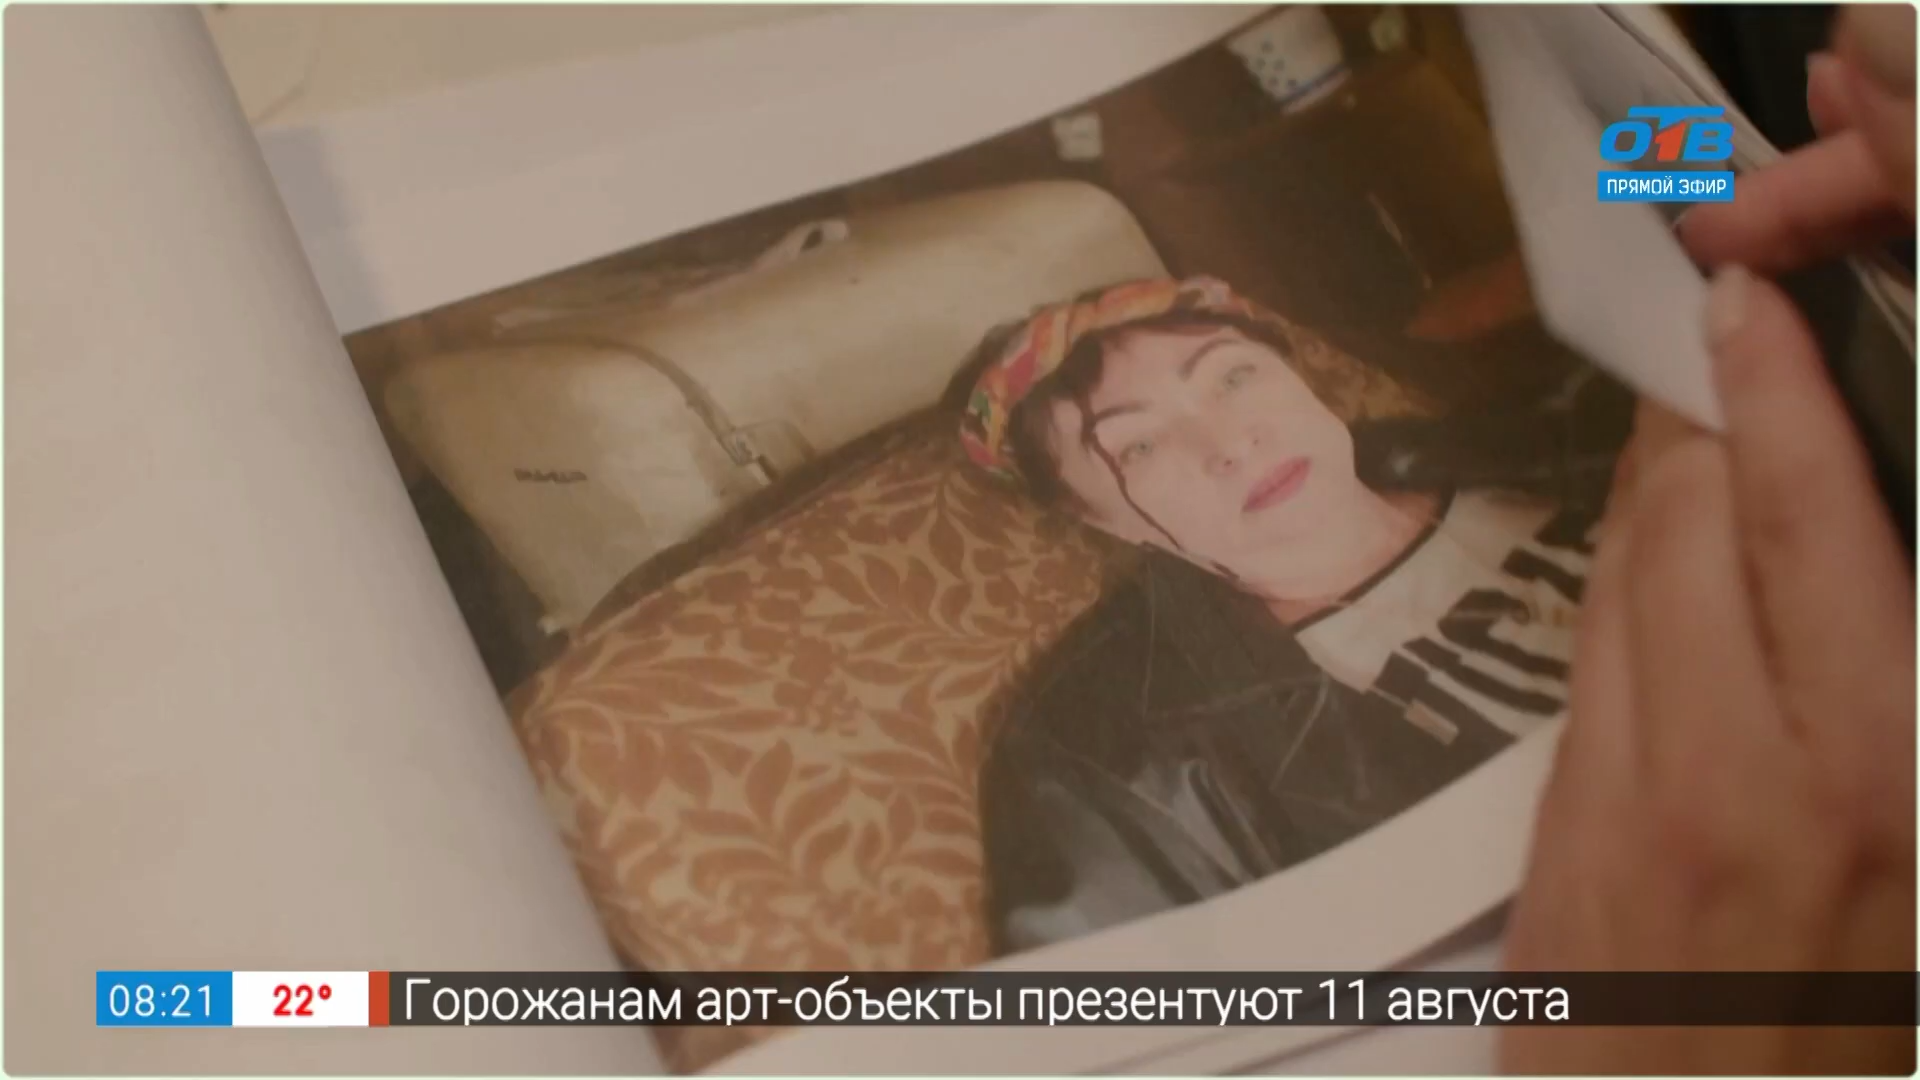 ОТВ
ПРЯМОЙ ЭФИР
08:21 22° Горожанам арт-объекты презентуют 11 августа